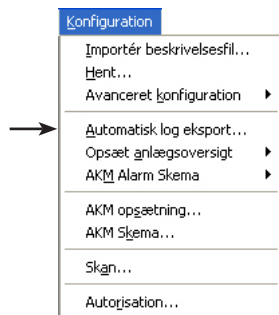 Konfiguration
Importér beskrivelsesfil...
Hent...
Avanceret konfiguration
Automatisk log eksport...
Opsæt anlægsoversigt
AKM Alarm Skema
AKM opsætning...
AKM Skema...
Skan...
Autorisation...